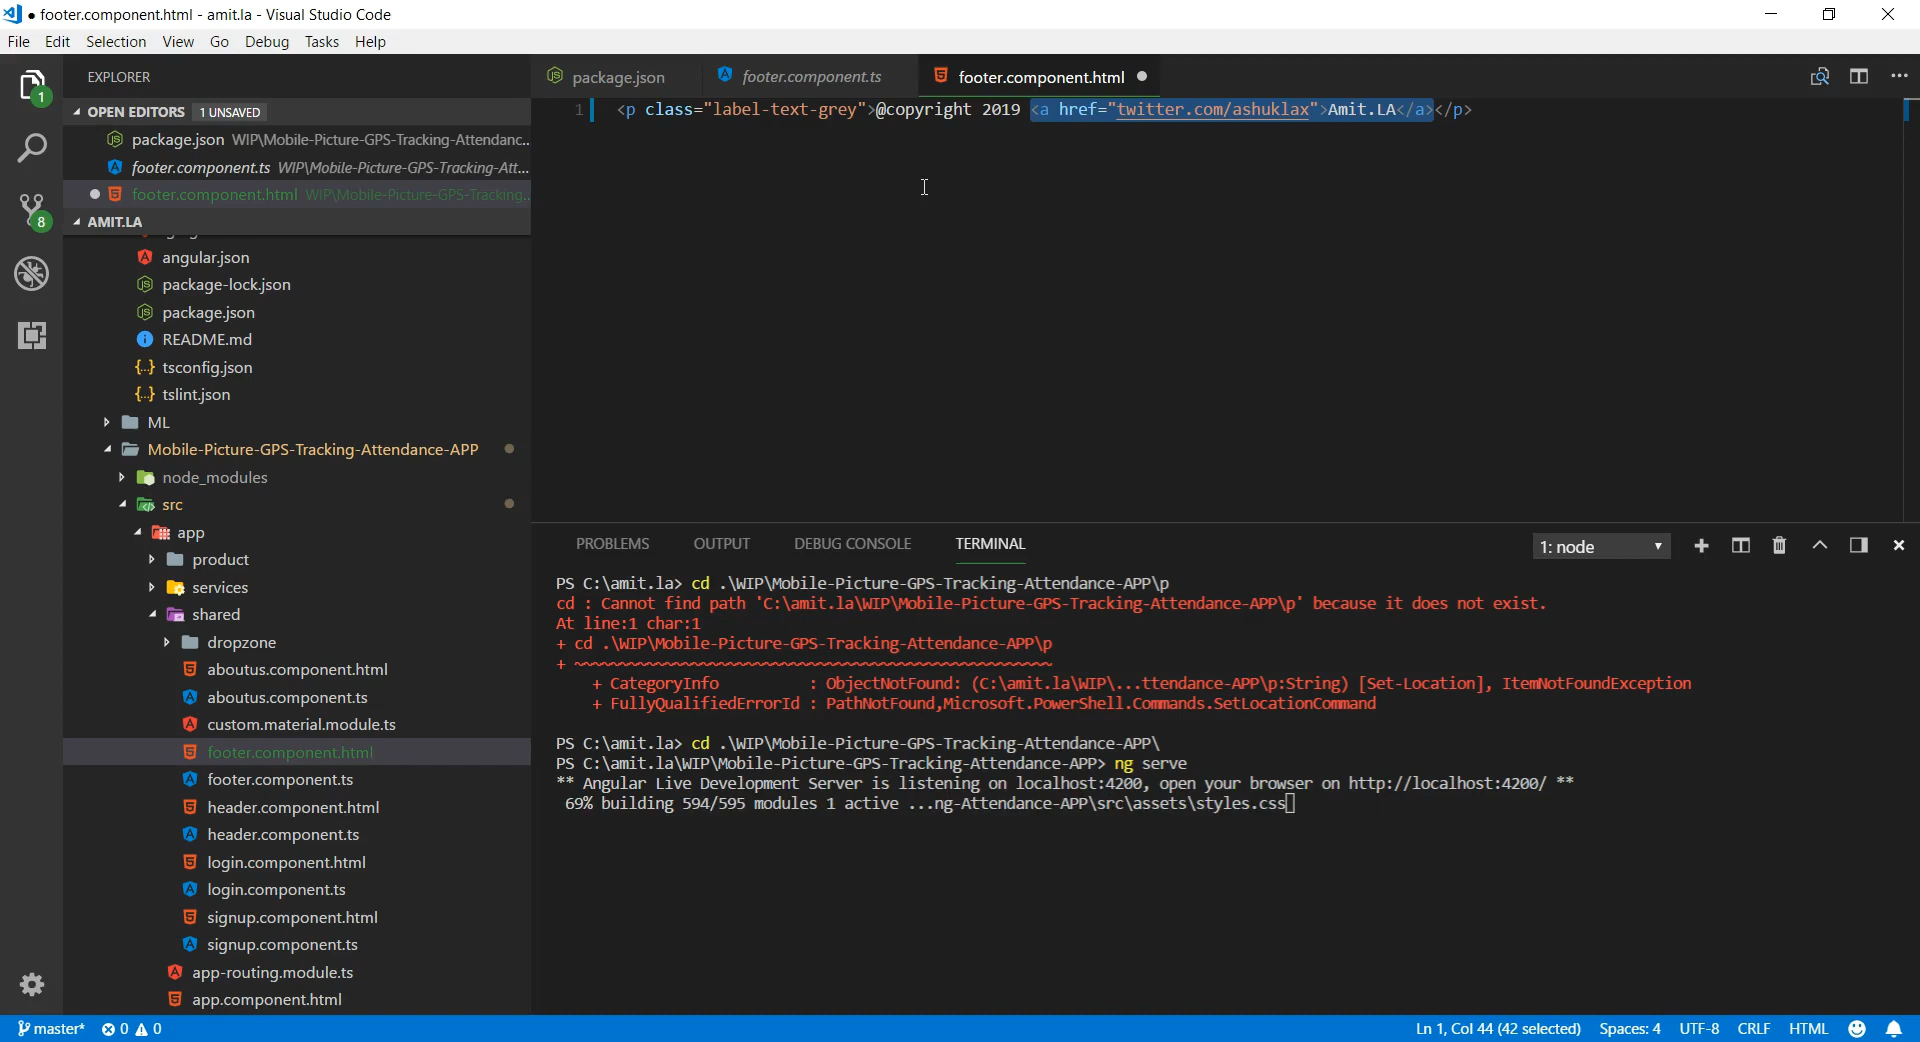 ● footer.component.html - amit.la - Visual Studio Code
File Edit Selection View Go Debug Tasks Help
EXPLORER
OPEN EDITORS 1 UNSAVED
package.json WIP\Mobile-Picture-GPS-Tracking-Attendanc...
footer.component.ts WIP\Mobile-Picture-GPS-Tracking-Att...
footer.component.html WIP\Mobile-Picture-GPS-Tracking...
AMIT.LA
angular.json
package-lock.json
package.json
README.md
tsconfig.json
tslint.json
ML
Mobile-Picture-GPS-Tracking-Attendance-APP
node_modules
src
app
product
services
shared
dropzone
aboutus.component.html
aboutus.component.ts
custom.material.module.ts
footer.component.html
footer.component.ts
header.component.html
header.component.ts
login.component.html
login.component.ts
signup.component.html
signup.component.ts
app-routing.module.ts
app.component.html
1
8
package.json footer.component.ts footer.component.html
1 <p class="label-text-grey">@copyright 2019 <a href="twitter.com/ashuklax">Amit.LA</a></p>
PROBLEMS OUTPUT DEBUG CONSOLE TERMINAL 1: node
PS C:\amit.la> cd .\WIP\Mobile-Picture-GPS-Tracking-Attendance-APP\p
cd : Cannot find path 'C:\amit.la\WIP\Mobile-Picture-GPS-Tracking-Attendance-APP\p' because it does not exist.
At line:1 char:1
+ cd .\WIP\Mobile-Picture-GPS-Tracking-Attendance-APP\p
+ ~~~~~~~~~~~~~~~~~~~~~~~~~~~~~~~~~~~~~~~~~~~~~~~~~~~~~
+ CategoryInfo : ObjectNotFound: (C:\amit.la\WIP\...ttendance-APP\p:String) [Set-Location], ItemNotFoundException
+ FullyQualifiedErrorId : PathNotFound,Microsoft.PowerShell.Commands.SetLocationCommand
PS C:\amit.la> cd .\WIP\Mobile-Picture-GPS-Tracking-Attendance-APP\
PS C:\amit.la\WIP\Mobile-Picture-GPS-Tracking-Attendance-APP> ng serve
** Angular Live Development Server is listening on localhost:4200, open your browser on http://localhost:4200/ **
69% building 594/595 modules 1 active ...ng-Attendance-APP\src\assets\styles.css
master* 0 0 Ln 1, Col 44 (42 selected) Spaces: 4 UTF-8 CRLF HTML